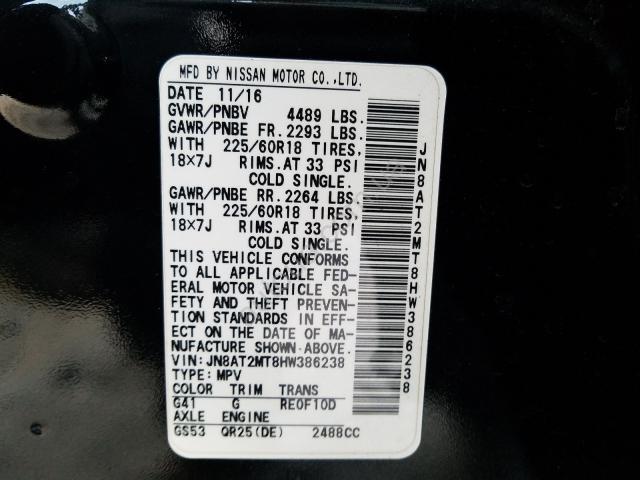 MFD BY NISSAN MOTOR CO.,LTD.
DATE 11/16
GVWR/PNBV 4489 LBS.
GAWR/PNBE FR. 2293 LBS.
WITH 225/60R18 TIRES,
18×7J RIMS.AT 33 PSI
COLD SINGLE.
GAWR/PNBE RR. 2264 LBS.
WITH 225/60R18 TIRES,
18×7J RIMS.AT 33 PSI
COLD SINGLE.
THIS VEHICLE CONFORMS
TO ALL APPLICABLE FED-
ERAL MOTOR VEHICLE SA-
FETY AND THEFT PREVEN-
TION STANDARDS IN EFF-
ECT ON THE DATE OF MA-
NUFACTURE SHOWN ABOVE.
VIN: JN8AT2MT8HW386238
TYPE: MPV
COLOR TRIM TRANS
G41 G RE0F10D
AXLE ENGINE
GS53 QR25(DE) 2488CC
JN8AT2MT8HW386238